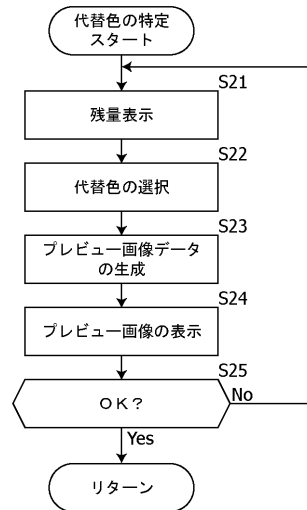 代替色の特定
スタート
S21
残量表示
S22
代替色の選択
S23
プレビュー画像データ
の生成
S24
プレビュー画像の表示
S25
OK?
No
Yes
リターン